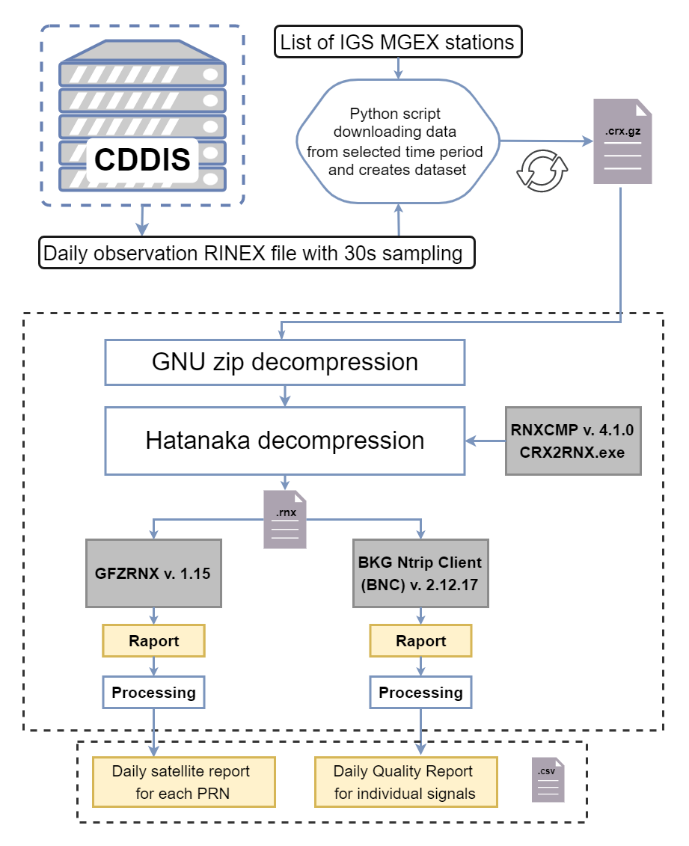 List of IGS MGEX stations
CDDIS
Python script
downloading data
from selected time period
and creates dataset
.crx.gz
Daily observation RINEX file with 30s sampling
GNU zip decompression
Hatanaka decompression
RNXCMP v. 4.1.0
CRX2RNX.exe
.rnx
GFZRNX v. 1.15
BKG Ntrip Client
(BNC) v. 2.12.17
Raport
Raport
Processing
Processing
Daily satellite report
for each PRN
Daily Quality Report
for individual signals
.csv